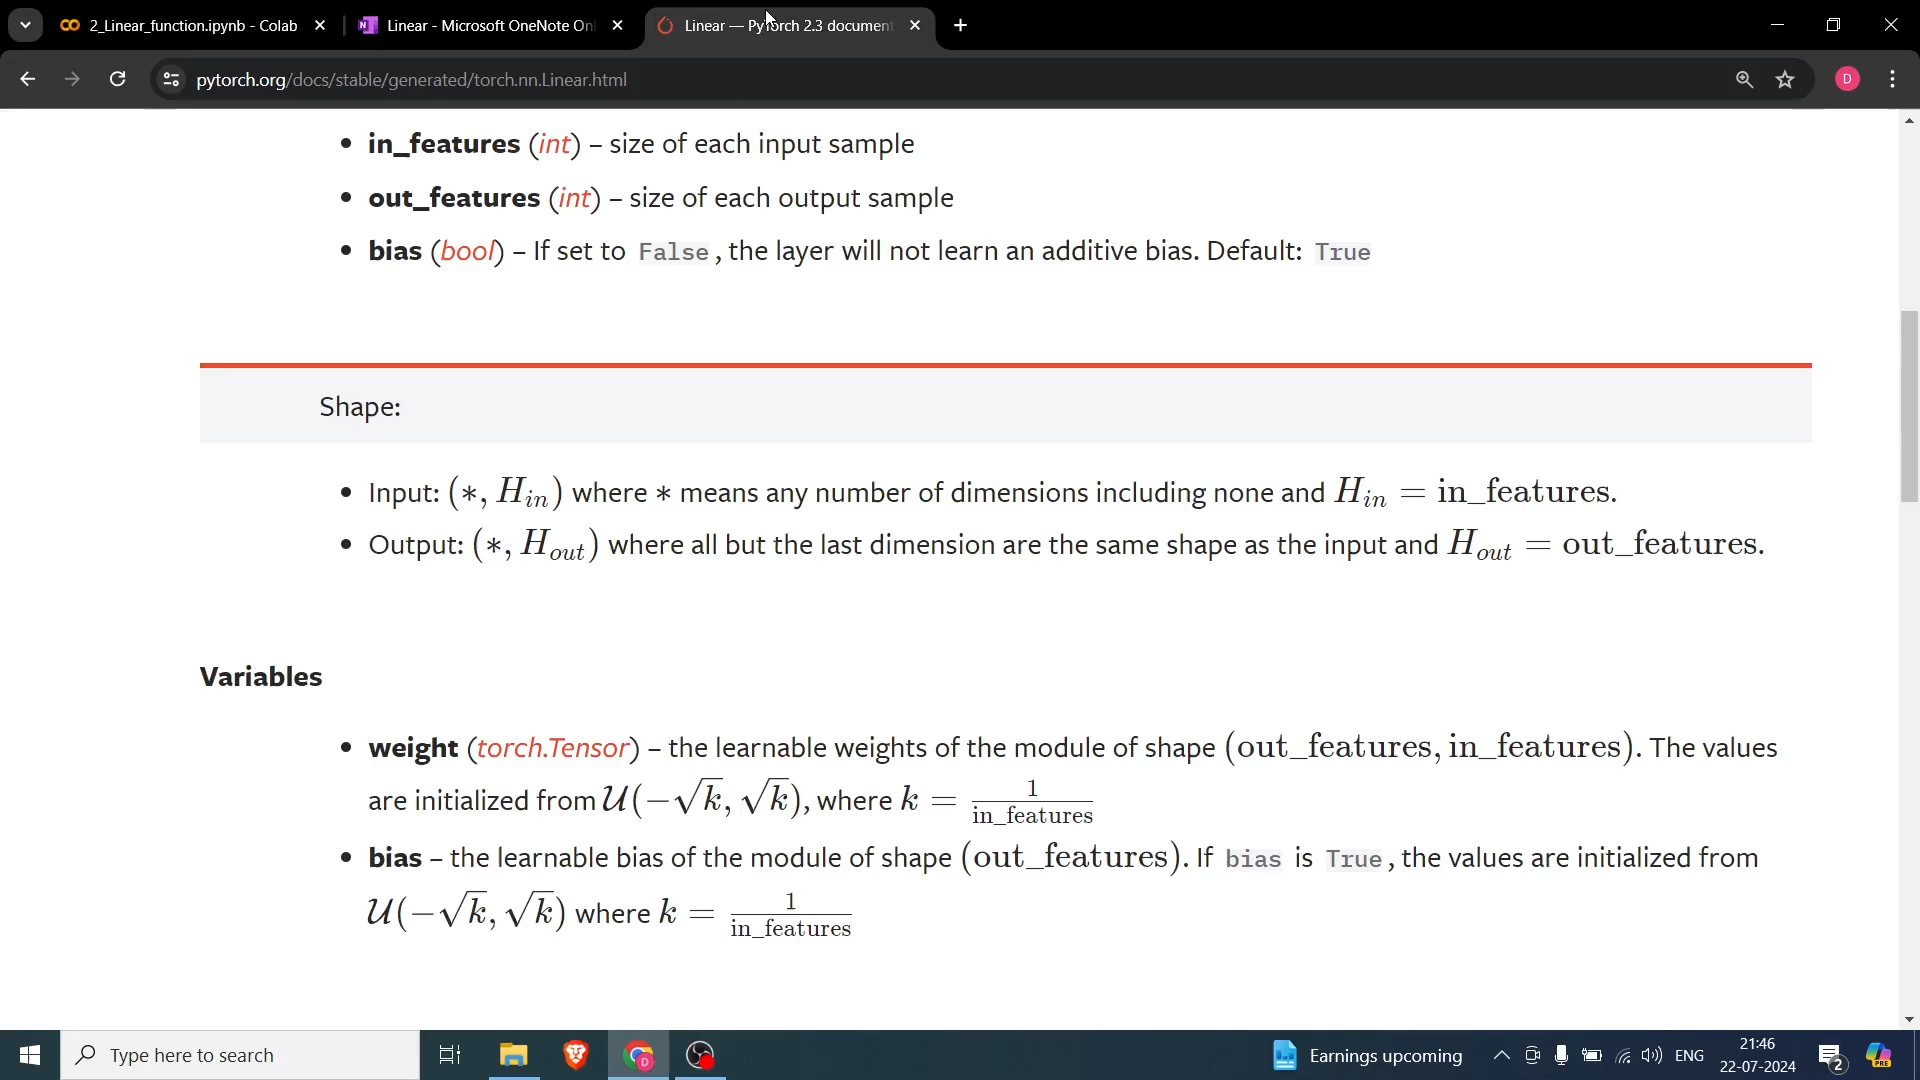 2_Linear_function.ipynb - Colab
Linear - Microsoft OneNote Onl
Linear — PyTorch 2.3 document
pytorch.org/docs/stable/generated/torch.nn.Linear.html
D
• in_features (int) – size of each input sample
• out_features (int) – size of each output sample
• bias (bool) – If set to False, the layer will not learn an additive bias. Default: True
Shape:
• Input: (∗, H_in) where ∗ means any number of dimensions including none and H_in = in_features.
• Output: (∗, H_out) where all but the last dimension are the same shape as the input and H_out = out_features.
Variables
• weight (torch.Tensor) – the learnable weights of the module of shape (out_features, in_features). The values
are initialized from U(−√k, √k), where k = 1/in_features
• bias – the learnable bias of the module of shape (out_features). If bias is True, the values are initialized from
U(−√k, √k) where k = 1/in_features
Type here to search
D
Earnings upcoming
ENG
21:46
22-07-2024
2
PRE